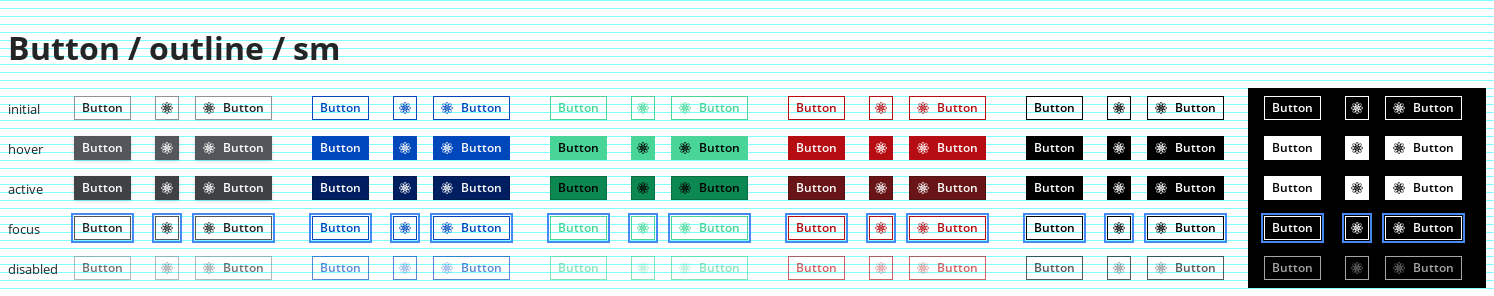 Button / outline / sm
initial Button Button Button Button Button Button Button Button Button Button Button Button
hover Button Button Button Button Button Button Button Button Button Button Button Button
active Button Button Button Button Button Button Button Button Button Button Button Button
focus Button Button Button Button Button Button Button Button Button Button Button Button
disabled Button Button Button Button Button Button Button Button Button Button Button Button